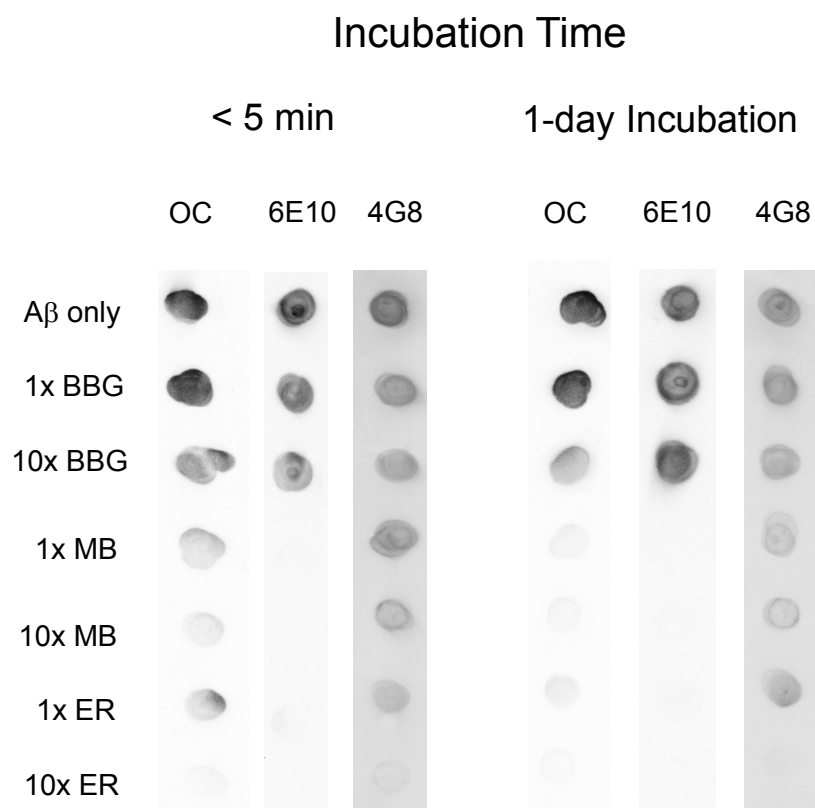 Incubation Time
< 5 min 1-day Incubation
OC 6E10 4G8 OC 6E10 4G8
Aβ only
1x BBG
10x BBG
1x MB
10x MB
1x ER
10x ER